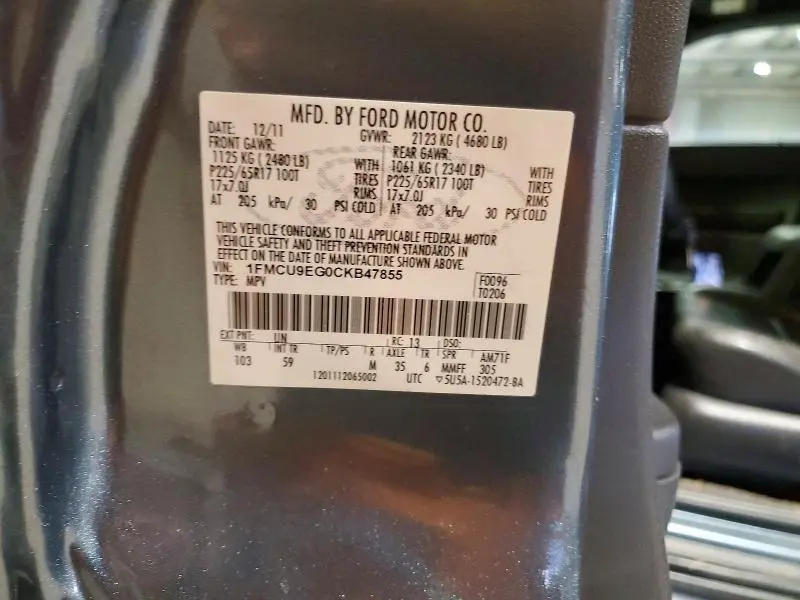 MFD. BY FORD MOTOR CO.
DATE: 12/11 GVWR: 2123 KG ( 4680 LB)
FRONT GAWR: REAR GAWR:
1125 KG ( 2480 LB) WITH 1061 KG ( 2340 LB) WITH
P225/65R17 100T TIRES P225/65R17 100T TIRES
17x7.0J RIMS 17x7.0J RIMS
AT 205 kPa/ 30 PSI COLD AT 205 kPa/ 30 PSI COLD
THIS VEHICLE CONFORMS TO ALL APPLICABLE FEDERAL MOTOR
VEHICLE SAFETY AND THEFT PREVENTION STANDARDS IN
EFFECT ON THE DATE OF MANUFACTURE SHOWN ABOVE.
VIN: 1FMCU9EG0CKB47855 F0096
TYPE: MPV T0206
EXT PNT: UN RC: 13 DSO:
WB INT TR TP/PS R AXLE TR SPR AM71F
103 59 M 35 6 MMFF 305
1201112065002 UTC ▽5U5A-1520472-BA